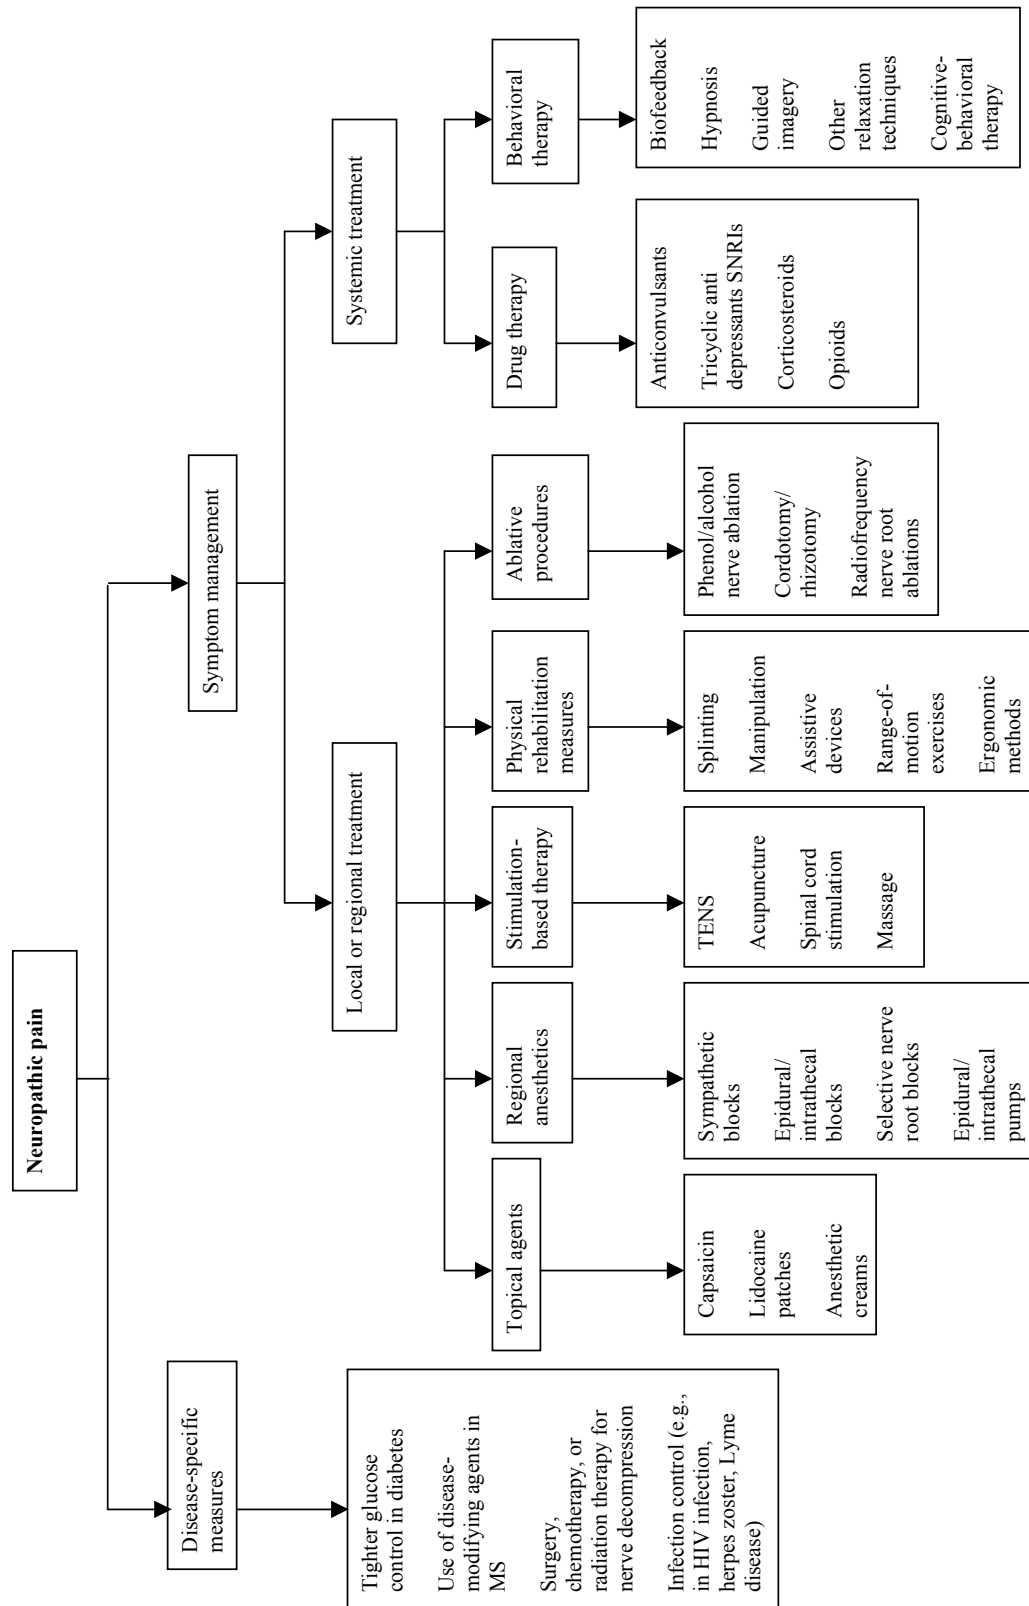 Neuropathic pain
Disease-specific
measures
Symptom management
Tighter glucose
control in diabetes
Use of disease-
modifying agents in
MS
Surgery,
chemotherapy, or
radiation therapy for
nerve decompression
Infection control (e.g.,
in HIV infection,
herpes zoster, Lyme
disease)
Local or regional treatment
Systemic treatment
Topical agents
Regional
anesthetics
Stimulation-
based therapy
Physical
rehabilitation
measures
Ablative
procedures
Drug therapy
Behavioral
therapy
Capsaicin
Lidocaine
patches
Anesthetic
creams
Sympathetic
blocks
Epidural/
intrathecal blocks
Selective nerve
root blocks
Epidural/
intrathecal
pumps
TENS
Acupuncture
Spinal cord
stimulation
Massage
Splinting
Manipulation
Assistive
devices
Range-of-
motion
exercises
Ergonomic
methods
Phenol/alcohol
nerve ablation
Cordotomy/
rhizotomy
Radiofrequency
nerve root
ablations
Anticonvulsants
Tricyclic anti
depressants SNRIs
Corticosteroids
Opioids
Biofeedback
Hypnosis
Guided
imagery
Other
relaxation
techniques
Cognitive-
behavioral
therapy